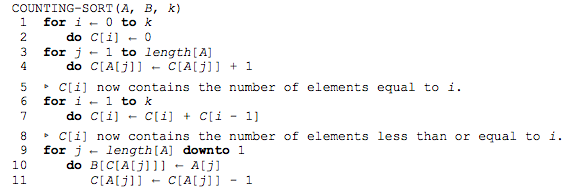 COUNTING-SORT(A, B, k)
1 for i ← 0 to k
2 do C[i] ← 0
3 for j ← 1 to length[A]
4 do C[A[j]] ← C[A[j]] + 1
5 ▹ C[i] now contains the number of elements equal to i.
6 for i ← 1 to k
7 do C[i] ← C[i] + C[i - 1]
8 ▹ C[i] now contains the number of elements less than or equal to i.
9 for j ← length[A] downto 1
10 do B[C[A[j]]] ← A[j]
11 C[A[j]] ← C[A[j]] - 1